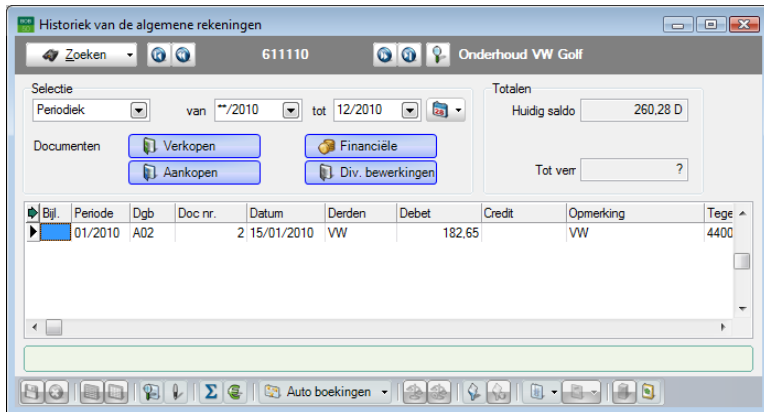 Historiek van de algemene rekeningen
Zoeken 611110 Onderhoud VW Golf
Selectie Totalen
Periodiek van **/2010 tot 12/2010 Huidig saldo 260,28 D
Documenten Verkopen Financiële
Aankopen Div. bewerkingen Tot verr ?
Bijl. Periode Dgb Doc nr. Datum Derden Debet Credit Opmerking Tege
01/2010 A02 2 15/01/2010 VW 182,65 VW 4400
Auto boekingen